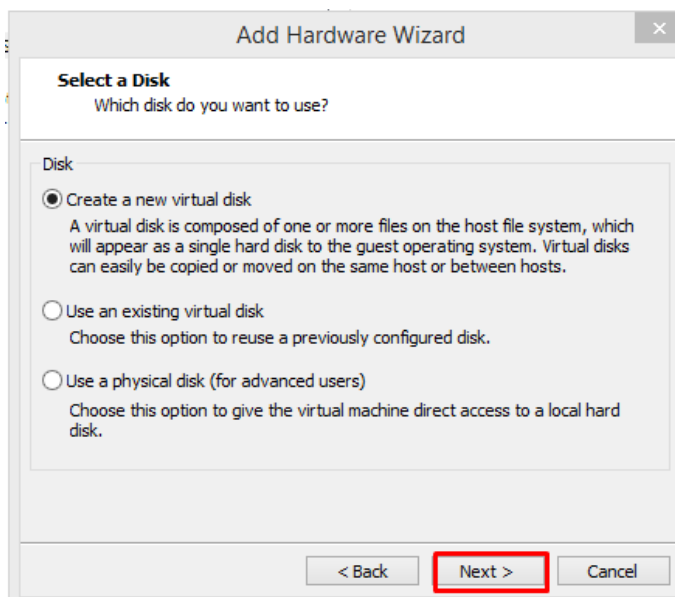 Add Hardware Wizard
Select a Disk
Which disk do you want to use?
Disk
Create a new virtual disk
A virtual disk is composed of one or more files on the host file system, which
will appear as a single hard disk to the guest operating system. Virtual disks
can easily be copied or moved on the same host or between hosts.
Use an existing virtual disk
Choose this option to reuse a previously configured disk.
Use a physical disk (for advanced users)
Choose this option to give the virtual machine direct access to a local hard
disk.
< Back
Next >
Cancel